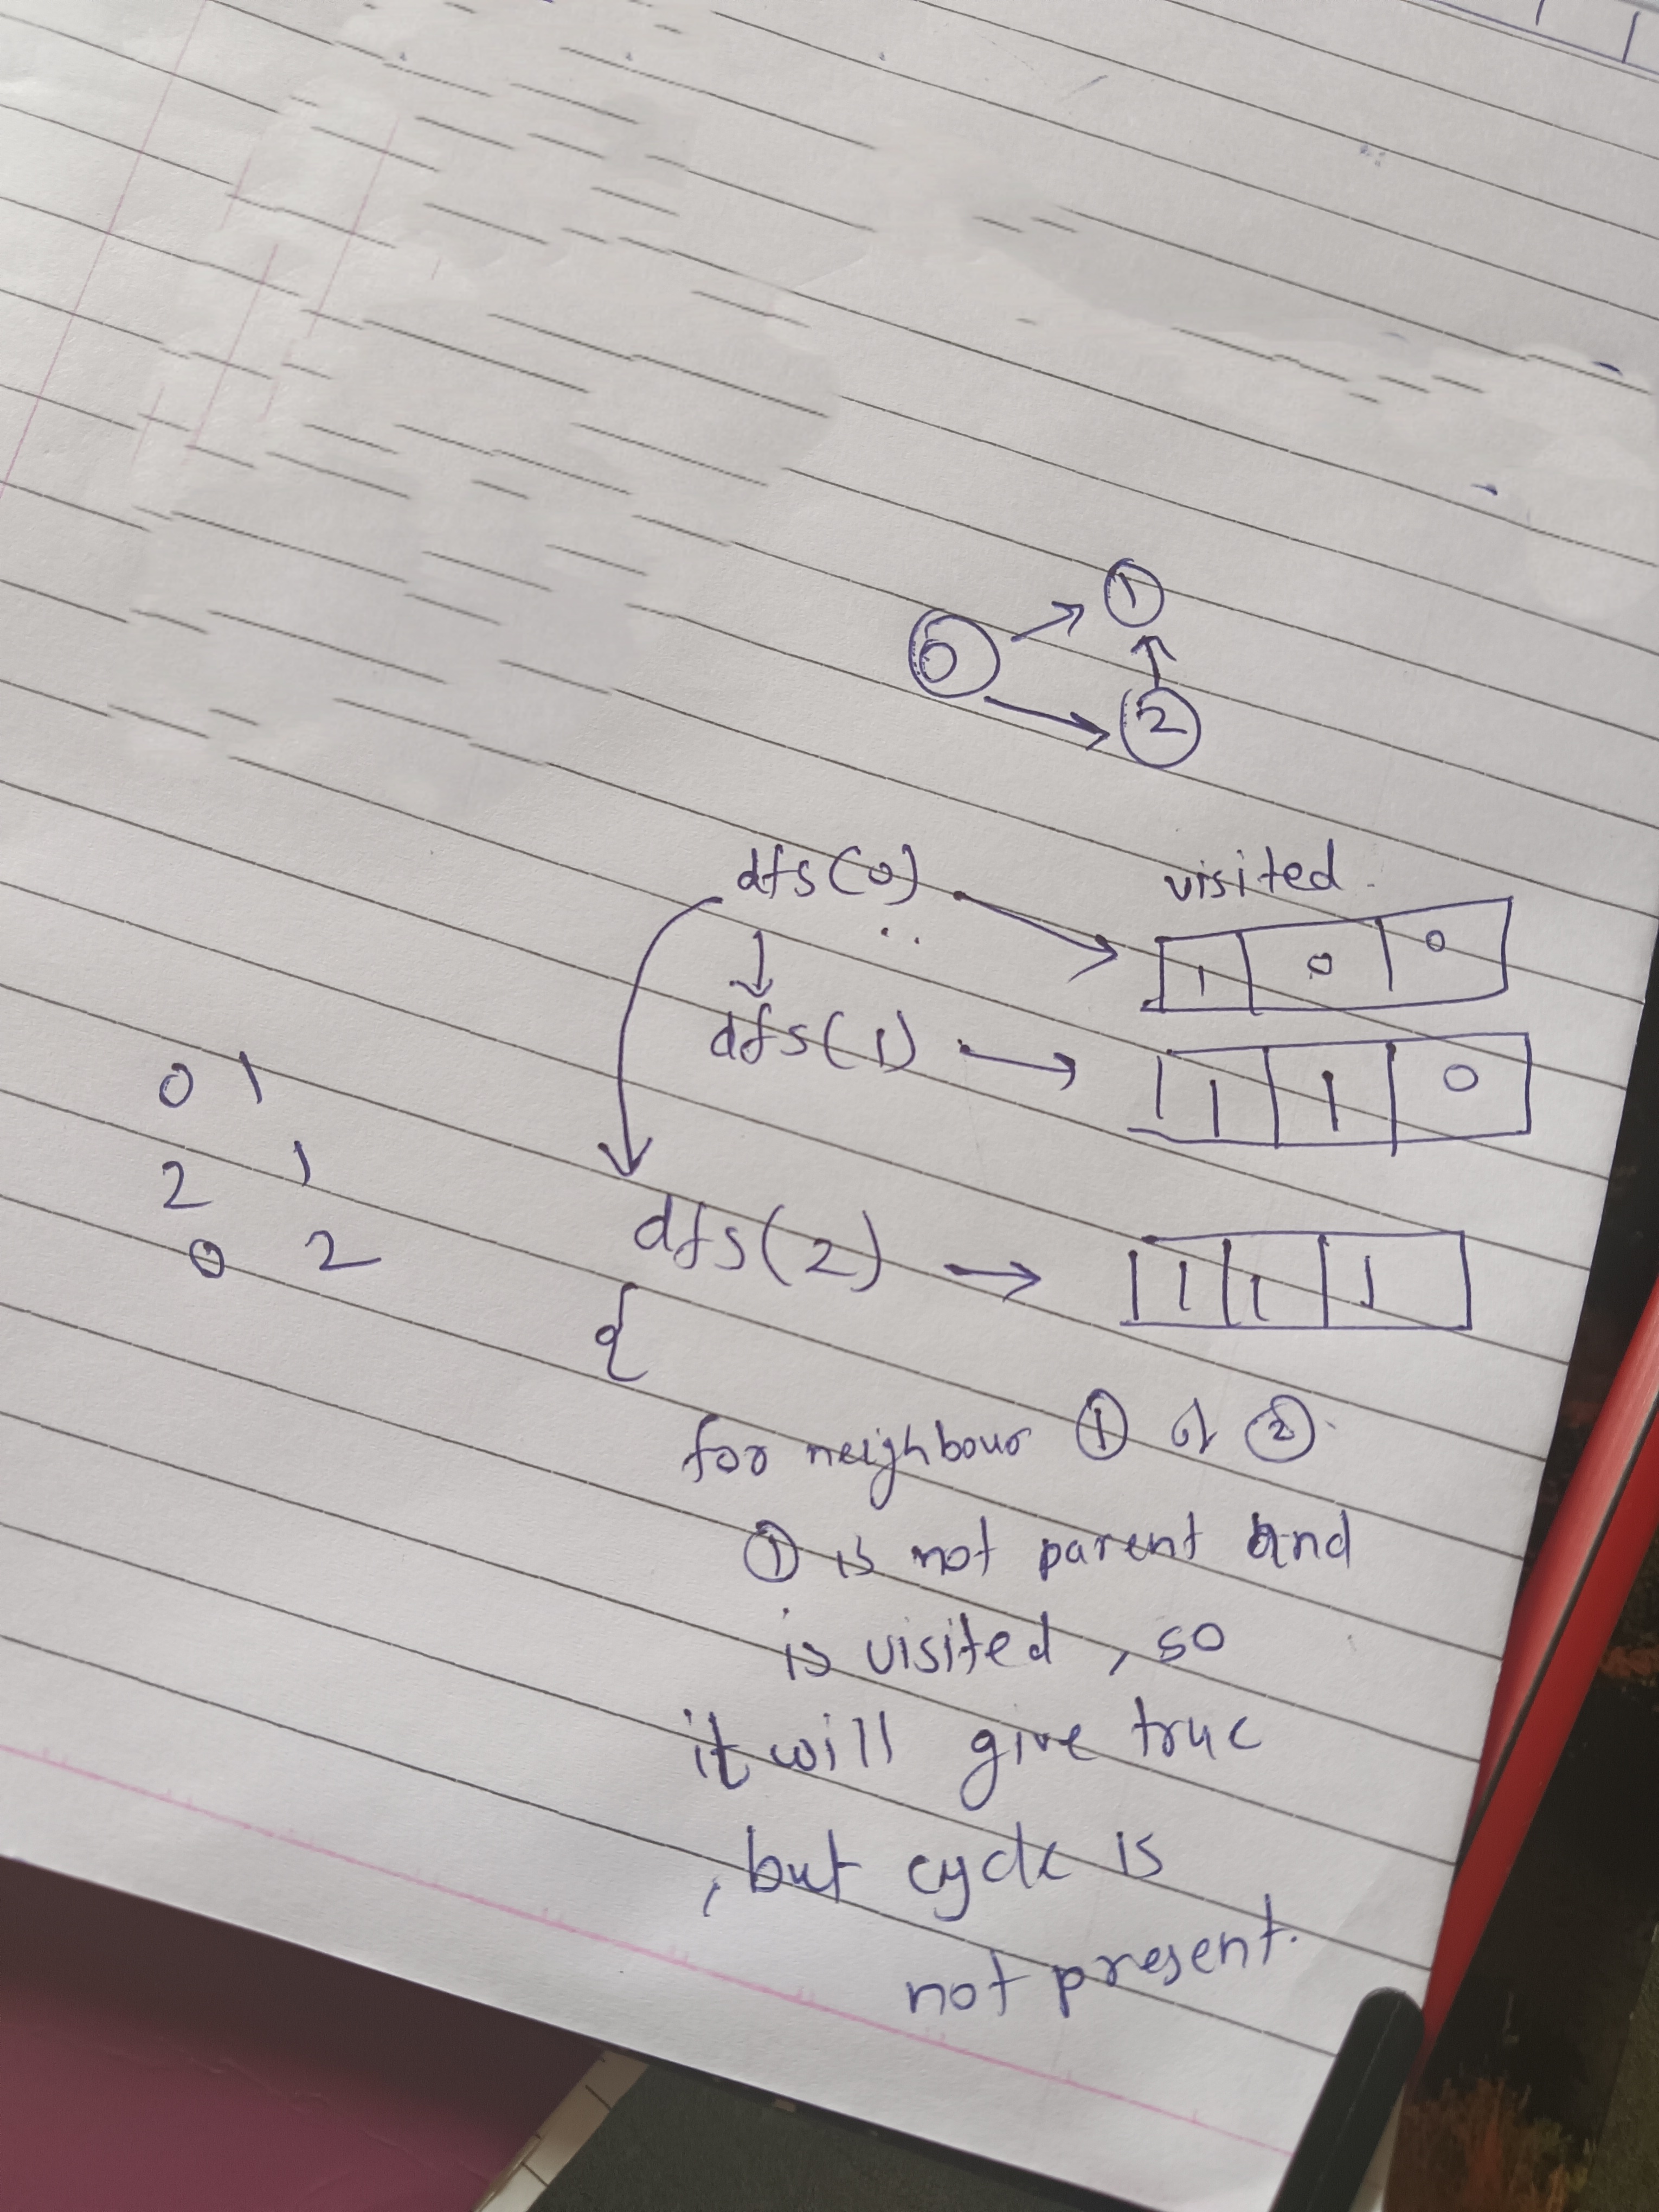 1
0
2
dfs(0) visited
1 0 0
dfs(1) 1 1 0
0 1
2 1
0 2
dfs(2) 1 1 1
{
for neighbour 1 of 2
1 is not parent and
is visited, so
it will give true
, but cycle is
not present.